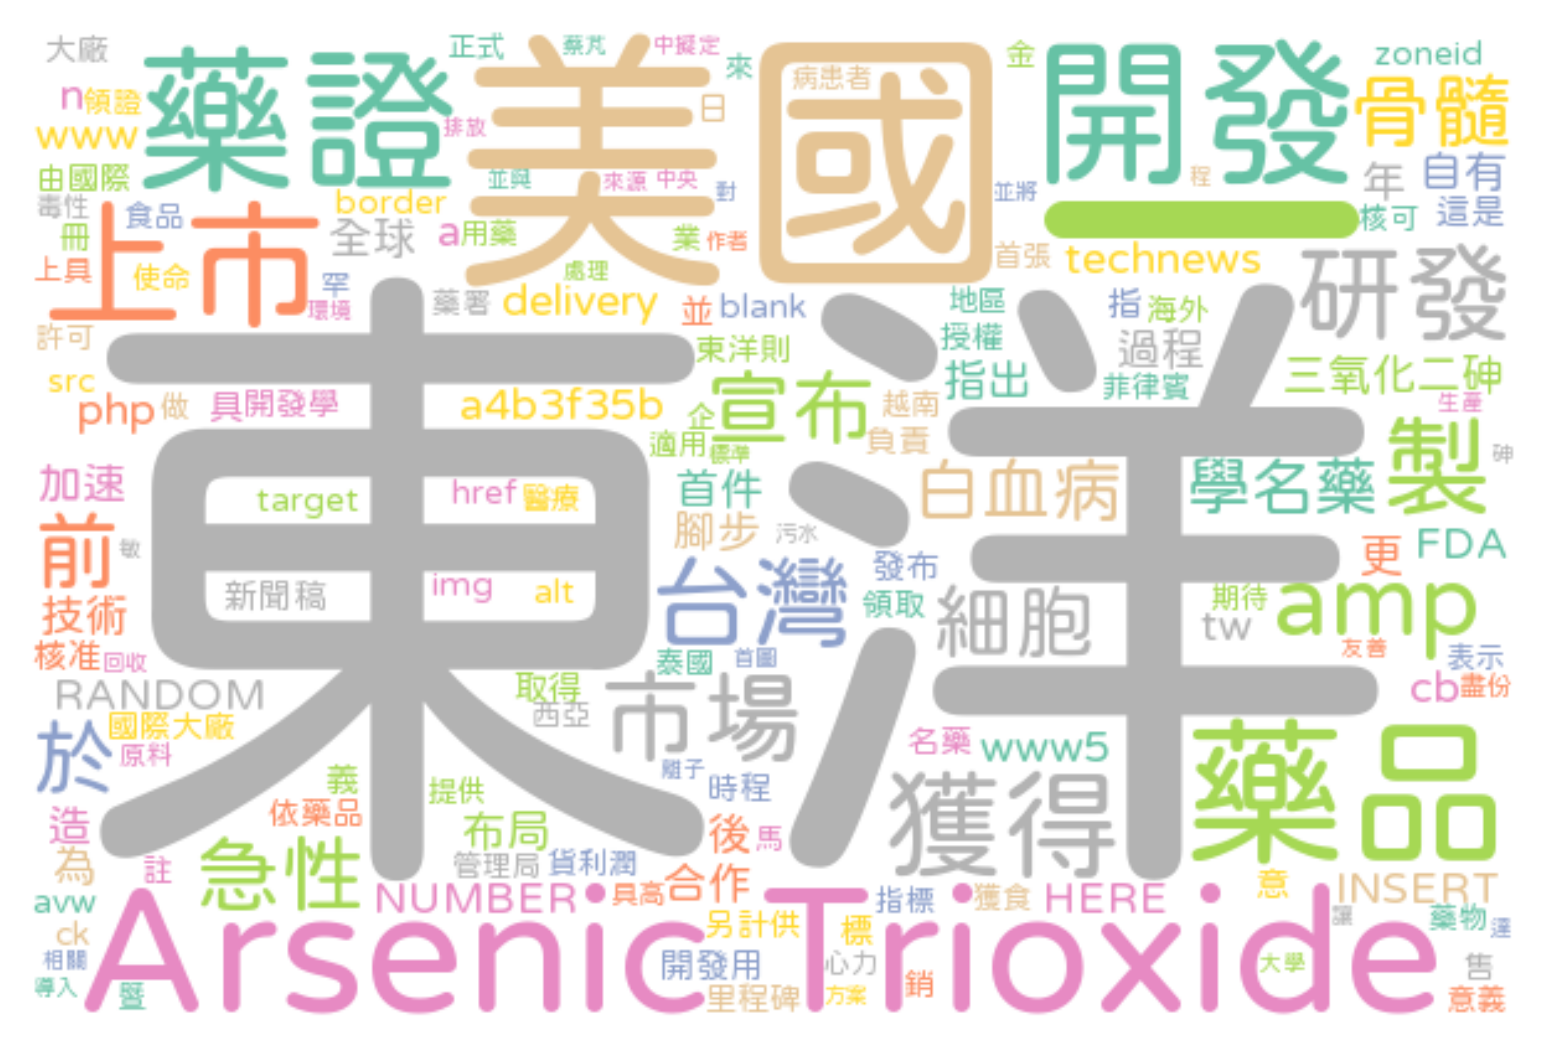 大廠
正式
蔡芃
中擬定
來
病患者
金
zoneid
藥證
美國
開發
骨髓
n
領證
日
www
排放
由國際
並與
來源
中央
對
並將
程
年
自有
毒性
食品
border
這是
冊
上市
全球
a
用藥
業
作者
一
核可
上具
使命
罕
處理
首張
technews
研發
環境
藥署
delivery
並
blank
地區
指
海外
許可
東洋
東洋則
授權
過程
src
指出
菲律賓
三氧化二砷
php
做
具
開發學
a4b3f35b
企
宣布
越南
生產
適用
標準
負責
製
砷
加速
target
href
醫療
首件
白血病
學名藥
前
敏
腳步
污水
更
FDA
新聞稿
img
alt
台灣
發布
細胞
期待
amp
技術
領取
tw
核准
回收
泰國
首圖
友善
表示
RANDOM
取得
市場
cb
盡份
於
國際大廠
西亞
原料
名藥
www5
藥品
離子
義
提供
時程
獲得
造
依藥品
布局
後
馬
為
註
急性
管理局
貨利潤
合作
意
INSERT
avw
NUMBER
具高
指標
獲食
HERE
讓
藥物
達
ck
Arsenic Trioxide
另計供
標
相關
開發用
心力
大學
售
導入
暨
里程碑
方案
銷
意義